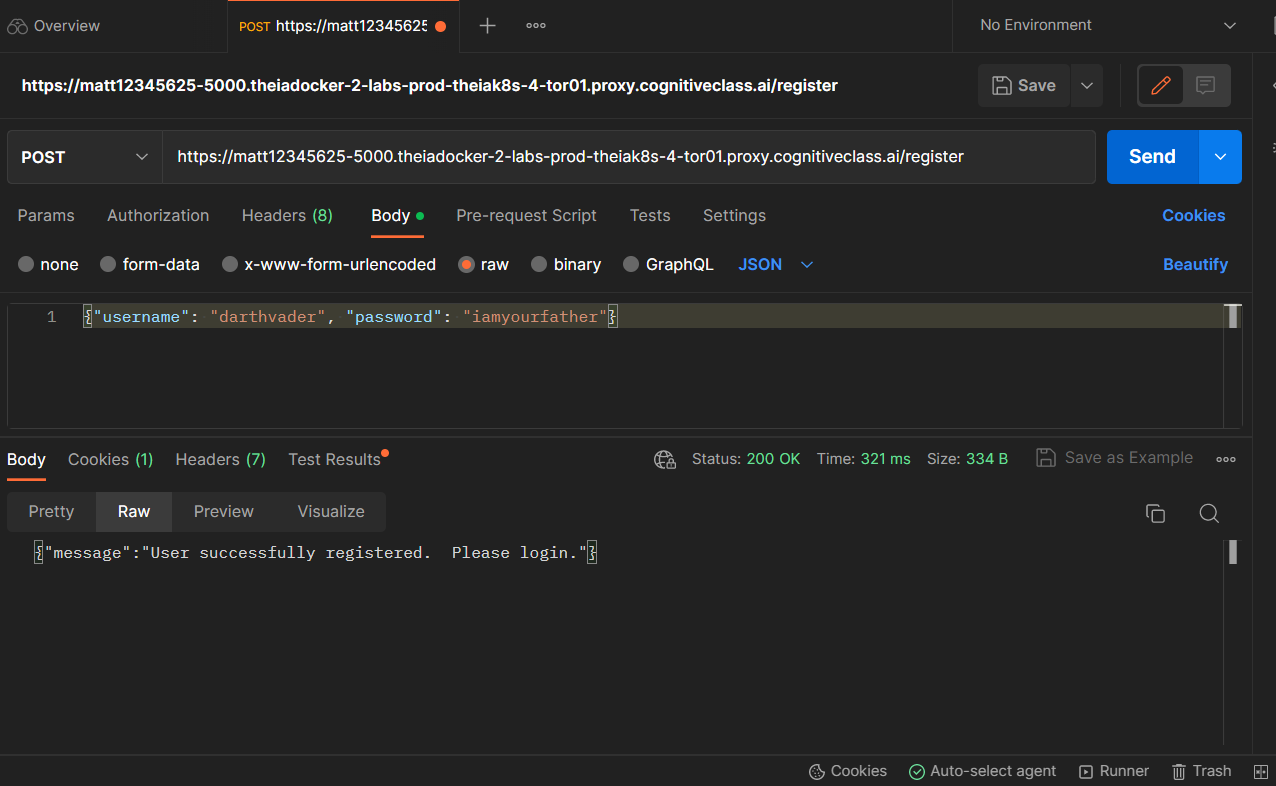 Overview
POST https://matt12345625
No Environment
https://matt12345625-5000.theiadocker-2-labs-prod-theiak8s-4-tor01.proxy.cognitiveclass.ai/register
Save
POST
https://matt12345625-5000.theiadocker-2-labs-prod-theiak8s-4-tor01.proxy.cognitiveclass.ai/register
Send
Params Authorization Headers (8) Body Pre-request Script Tests Settings Cookies
none form-data x-www-form-urlencoded raw binary GraphQL JSON Beautify
1 {"username": "darthvader", "password": "iamyourfather"}
Body Cookies (1) Headers (7) Test Results Status: 200 OK Time: 321 ms Size: 334 B Save as Example
Pretty Raw Preview Visualize
{"message":"User successfully registered.  Please login."}
Cookies Auto-select agent Runner Trash